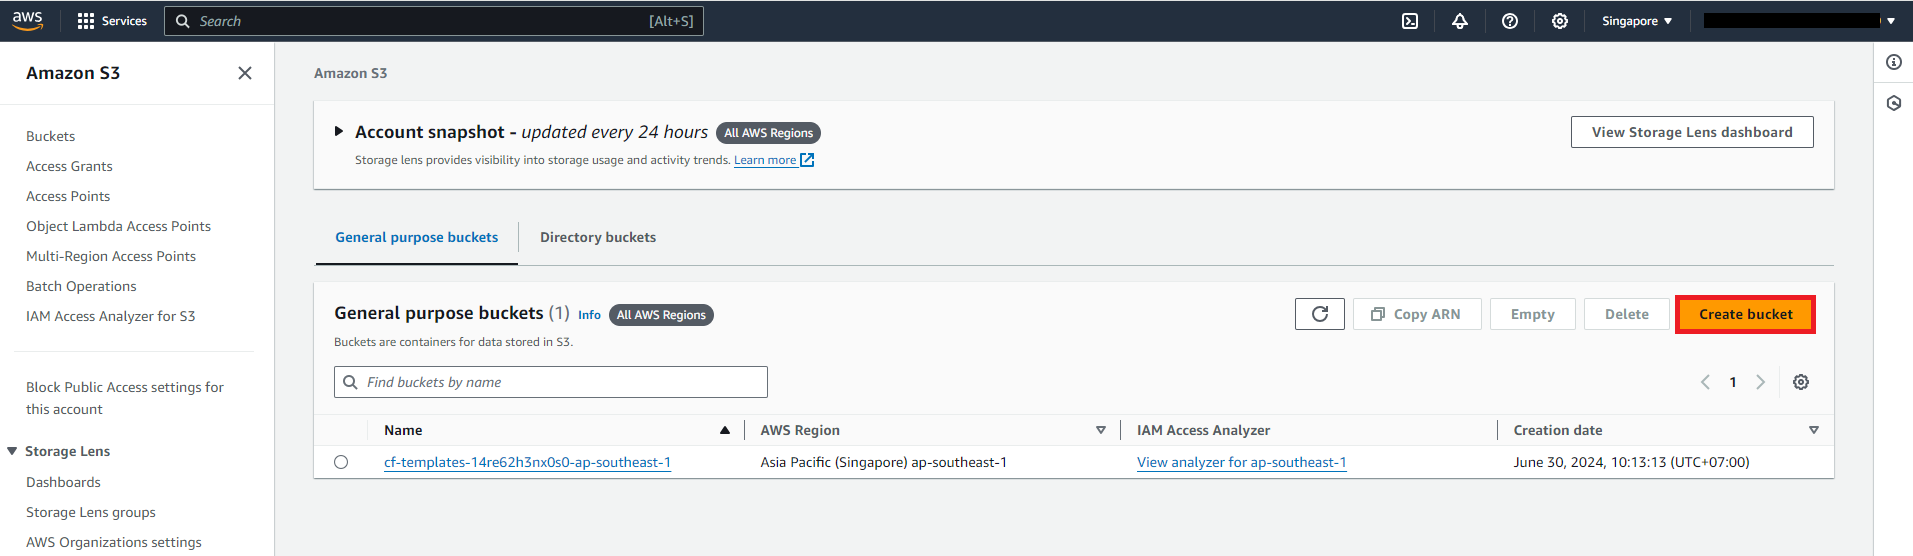 aws Services Search [Alt+S] Singapore
Amazon S3
Buckets
Access Grants
Access Points
Object Lambda Access Points
Multi-Region Access Points
Batch Operations
IAM Access Analyzer for S3
Block Public Access settings for
this account
Storage Lens
Dashboards
Storage Lens groups
AWS Organizations settings
Amazon S3
Account snapshot - updated every 24 hours All AWS Regions
Storage lens provides visibility into storage usage and activity trends. Learn more
View Storage Lens dashboard
General purpose buckets Directory buckets
General purpose buckets (1) Info All AWS Regions
Copy ARN Empty Delete Create bucket
Buckets are containers for data stored in S3.
Find buckets by name
1
Name AWS Region IAM Access Analyzer Creation date
cf-templates-14re62h3nx0s0-ap-southeast-1 Asia Pacific (Singapore) ap-southeast-1 View analyzer for ap-southeast-1 June 30, 2024, 10:13:13 (UTC+07:00)